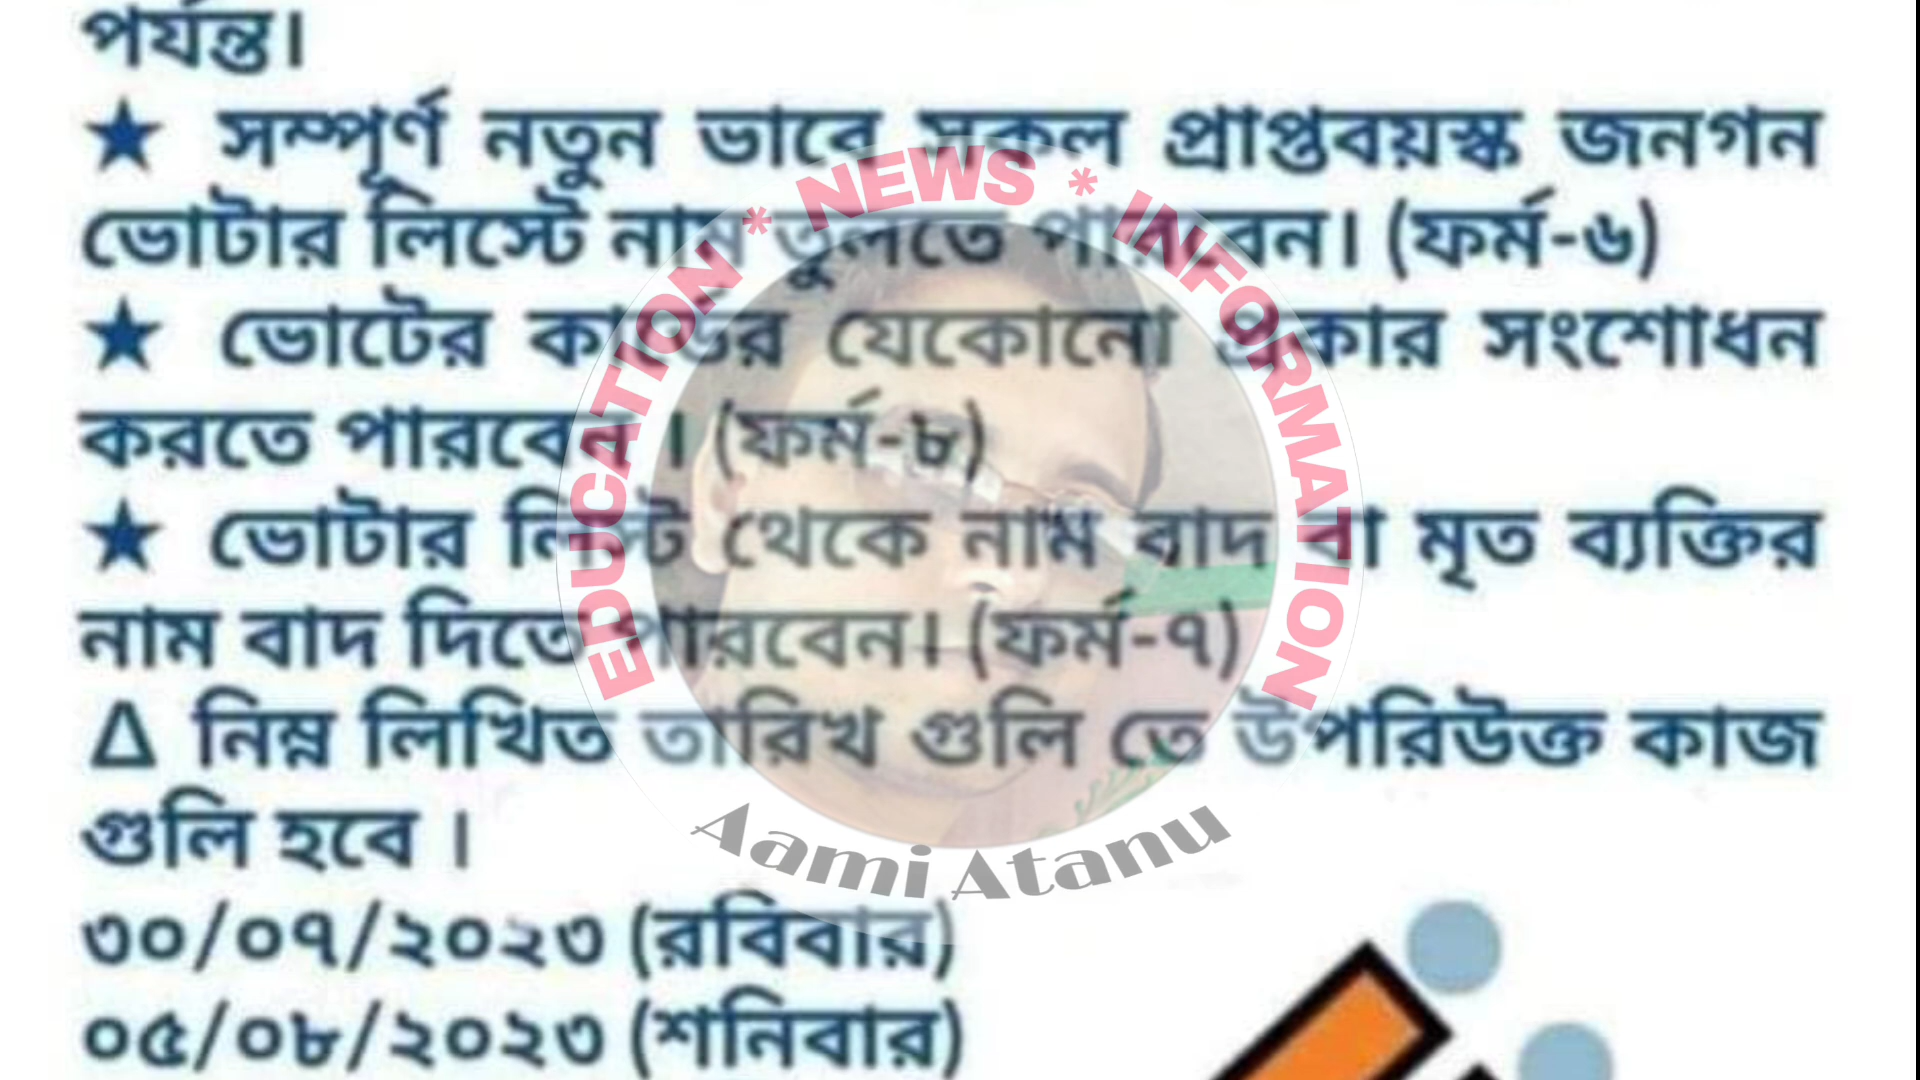 পর্যন্ত।
★ সম্পূর্ণ নতুন ভাবে সকল প্রাপ্তবয়স্ক জনগন
ভোটার লিস্টে নাম তুলতে পারবেন। (ফর্ম-৬)
★ ভোটের কার্ডের যেকোনো প্রকার সংশোধন
করতে পারবেন । (ফর্ম-৮)
★ ভোটার লিস্ট থেকে নাম বাদ বা মৃত ব্যক্তির
নাম বাদ দিতে পারবেন। (ফর্ম-৭)
Δ নিম্ন লিখিত তারিখ গুলি তে উপরিউক্ত কাজ
গুলি হবে ।
৩০/০৭/২০২৩ (রবিবার)
০৫/০৮/২০২৩ (শনিবার)
EDUCATION * NEWS * INFORMATION
Aami Atanu